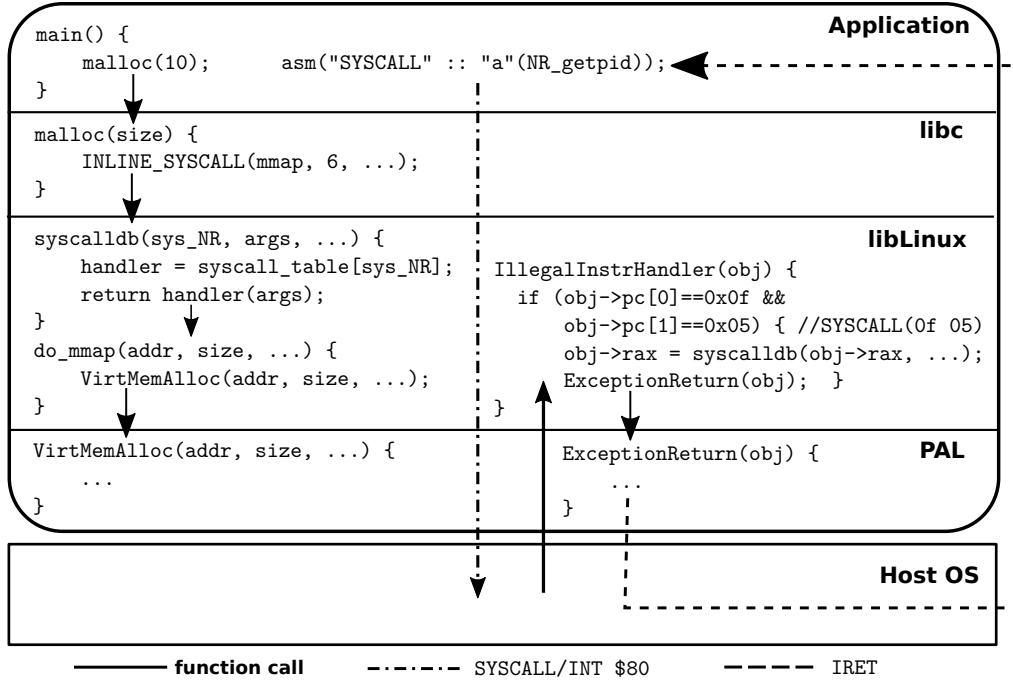 Application
main() {
malloc(10);      asm("SYSCALL" :: "a"(NR_getpid));
}
libc
malloc(size) {
INLINE_SYSCALL(mmap, 6, ...);
}
libLinux
syscalldb(sys_NR, args, ...) {
handler = syscall_table[sys_NR];
return handler(args);
}
do_mmap(addr, size, ...) {
VirtMemAlloc(addr, size, ...);
}
IllegalInstrHandler(obj) {
if (obj->pc[0]==0x0f &&
obj->pc[1]==0x05) { //SYSCALL(0f 05)
obj->rax = syscalldb(obj->rax, ...);
ExceptionReturn(obj);  }
}
PAL
VirtMemAlloc(addr, size, ...) {
...
}
ExceptionReturn(obj) {
...
}
Host OS
function call
SYSCALL/INT $80
IRET